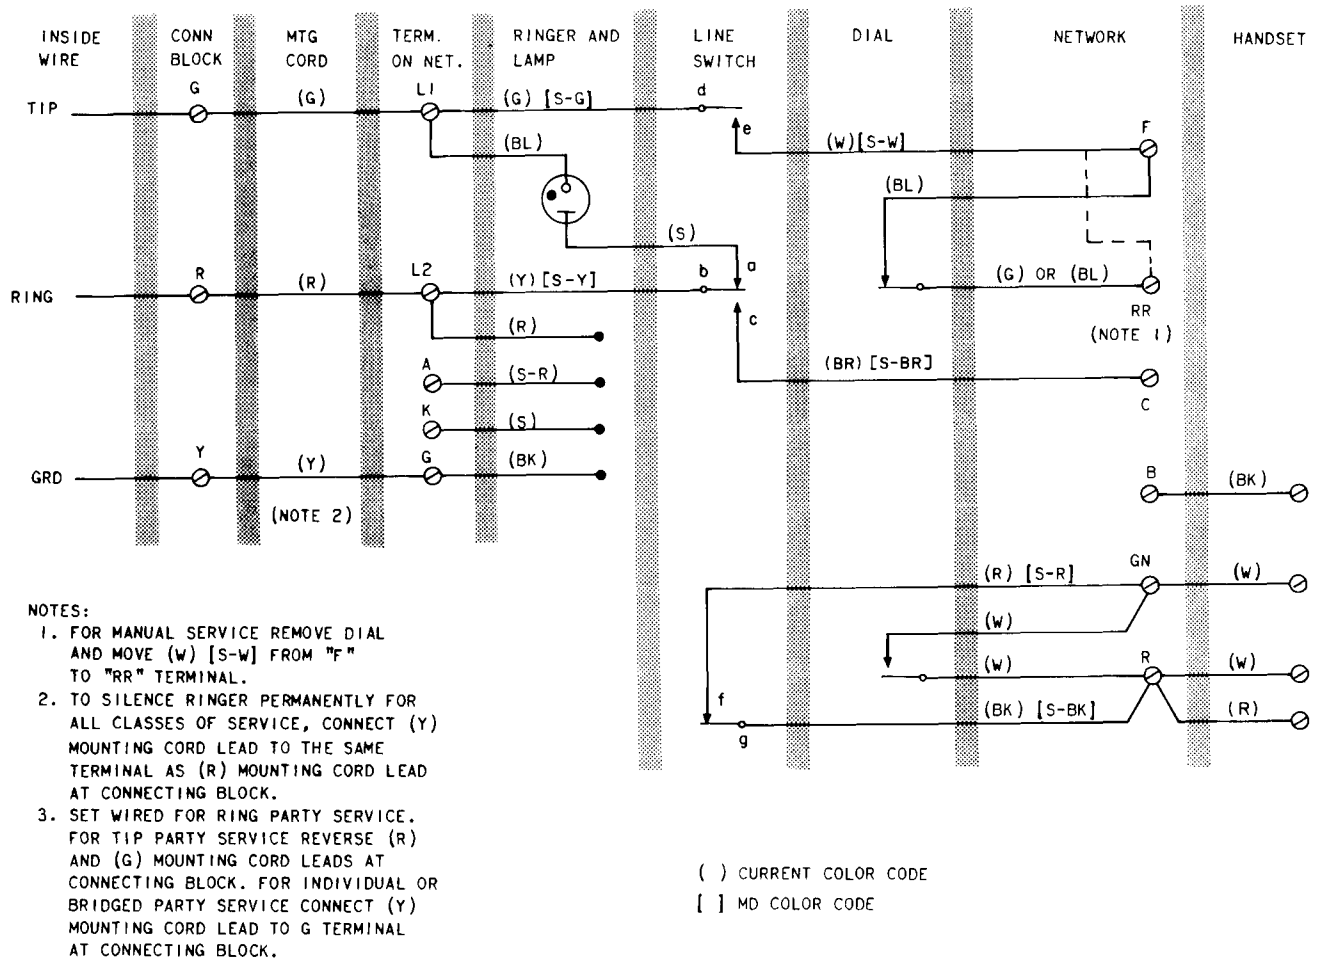 INSIDE WIRE
CONN BLOCK
MTG CORD
TERM. ON NET.
RINGER AND LAMP
LINE SWITCH
DIAL
NETWORK
HANDSET
TIP
G
(G)
L1
(G) [S-G]
d
e
(BL)
(W)[S-W]
F
(BL)
(S)
a
RING
R
(R)
L2
(Y) [S-Y]
b
c
(G) OR (BL)
RR
(NOTE 1)
(R)
A
(S-R)
(BR) [S-BR]
C
K
(S)
GRD
Y
(Y)
G
(BK)
B
(BK)
(NOTE 2)
(R) [S-R]
GN
(W)
(W)
(W)
R
(W)
f
g
(BK) [S-BK]
(R)
NOTES:
1. FOR MANUAL SERVICE REMOVE DIAL
AND MOVE (W) [S-W] FROM "F"
TO "RR" TERMINAL.
2. TO SILENCE RINGER PERMANENTLY FOR
ALL CLASSES OF SERVICE, CONNECT (Y)
MOUNTING CORD LEAD TO THE SAME
TERMINAL AS (R) MOUNTING CORD LEAD
AT CONNECTING BLOCK.
3. SET WIRED FOR RING PARTY SERVICE.
FOR TIP PARTY SERVICE REVERSE (R)
AND (G) MOUNTING CORD LEADS AT
CONNECTING BLOCK. FOR INDIVIDUAL OR
BRIDGED PARTY SERVICE CONNECT (Y)
MOUNTING CORD LEAD TO G TERMINAL
AT CONNECTING BLOCK.
( ) CURRENT COLOR CODE
[ ] MD COLOR CODE